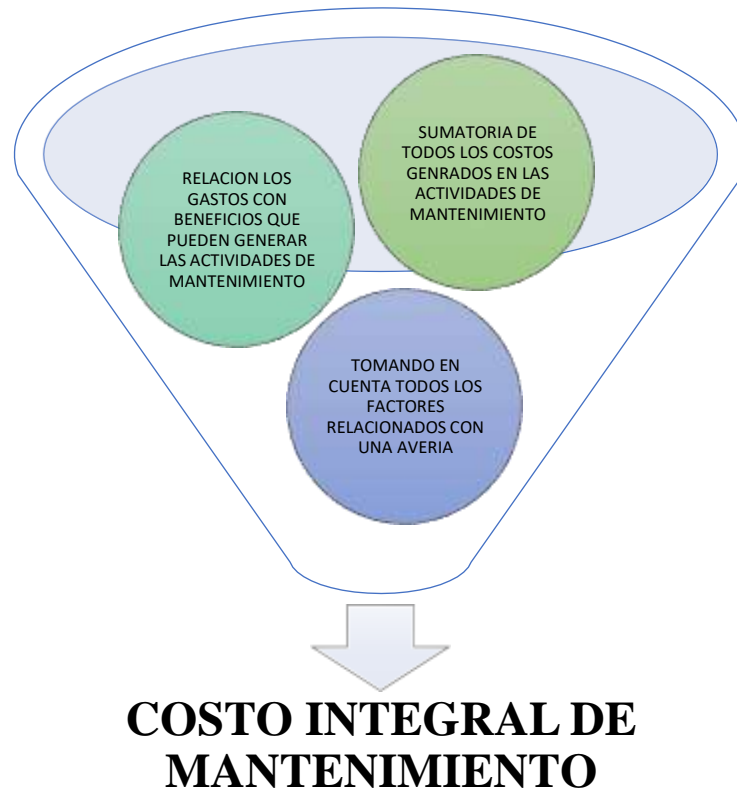 RELACION LOS
GASTOS CON
BENEFICIOS QUE
PUEDEN GENERAR
LAS ACTIVIDADES DE
MANTENIMIENTO
SUMATORIA DE
TODOS LOS COSTOS
GENRADOS EN LAS
ACTIVIDADES DE
MANTENIMIENTO
TOMANDO EN
CUENTA TODOS LOS
FACTORES
RELACIONADOS CON
UNA AVERIA
COSTO INTEGRAL DE
MANTENIMIENTO